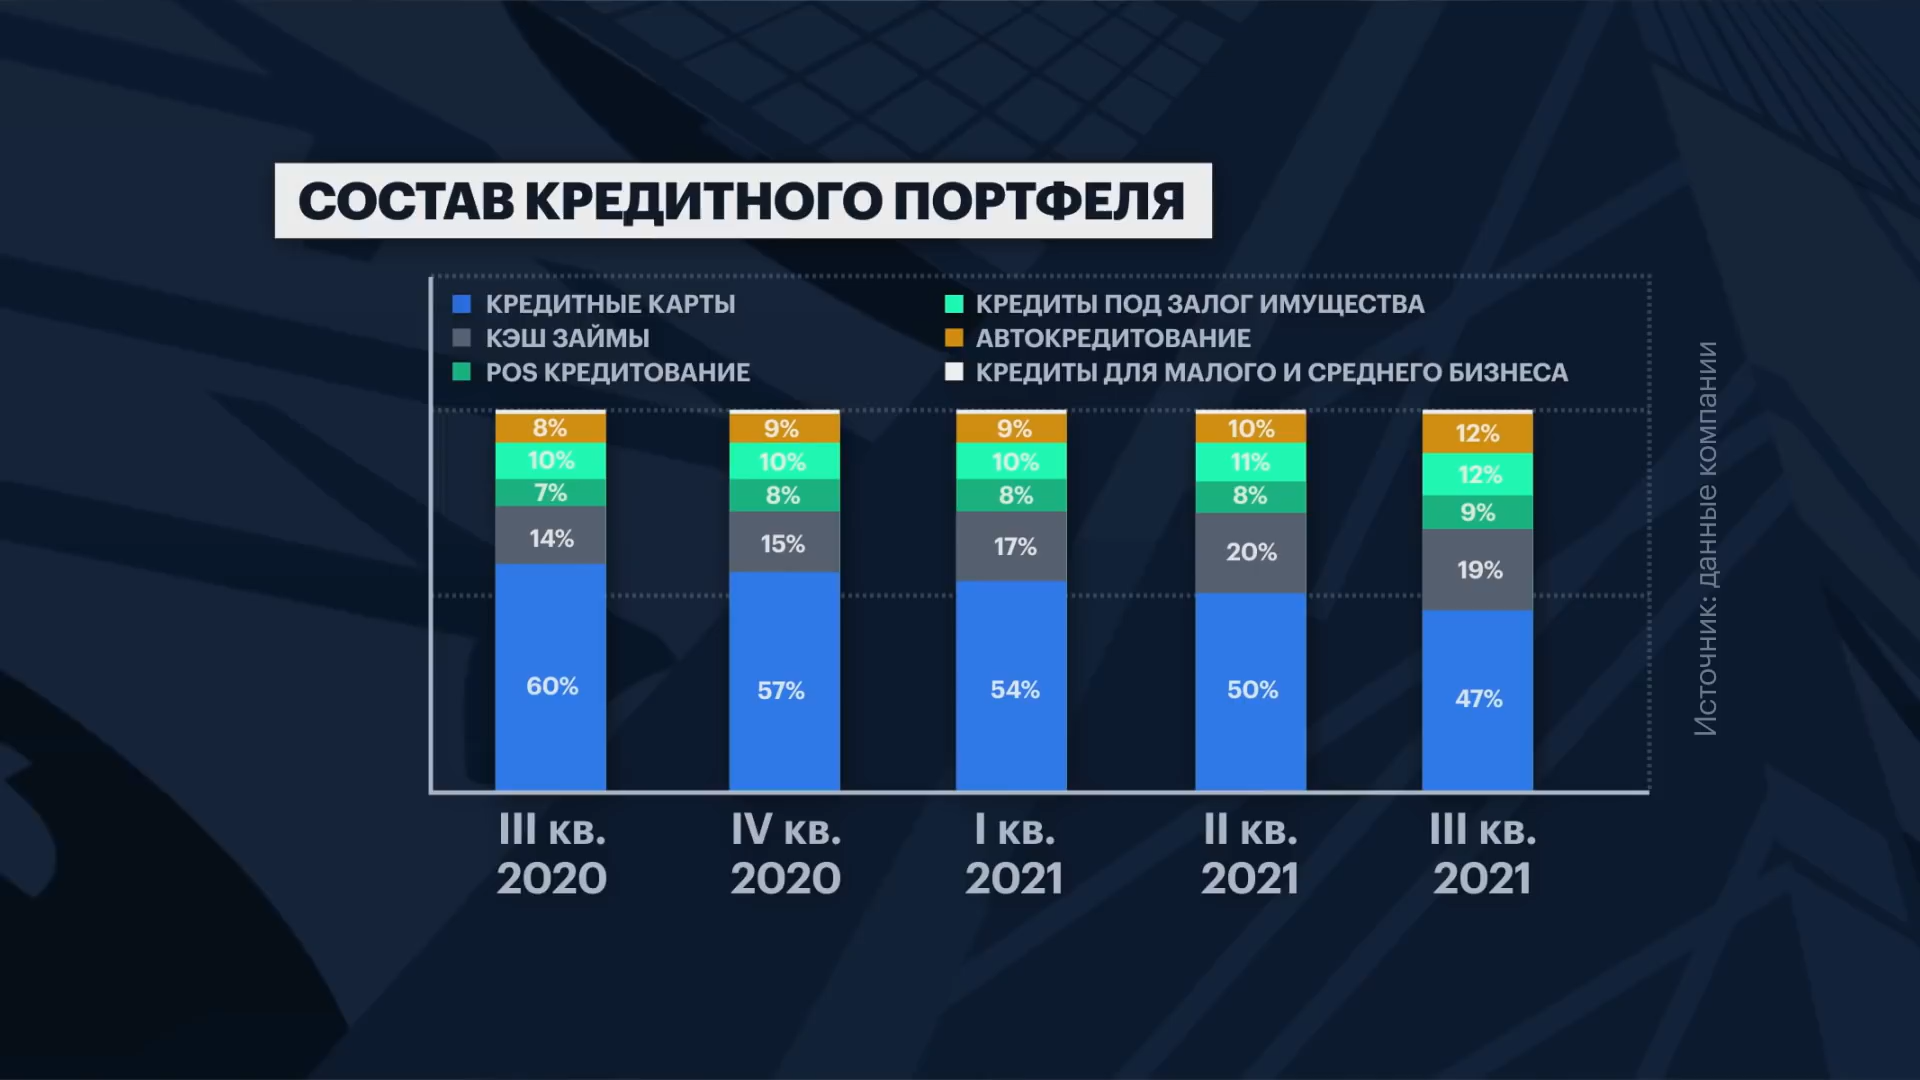 СОСТАВ КРЕДИТНОГО ПОРТФЕЛЯ
КРЕДИТНЫЕ КАРТЫ
КЭШ ЗАЙМЫ
POS КРЕДИТОВАНИЕ
КРЕДИТЫ ПОД ЗАЛОГ ИМУЩЕСТВА
АВТОКРЕДИТОВАНИЕ
КРЕДИТЫ ДЛЯ МАЛОГО И СРЕДНЕГО БИЗНЕСА
8%
10%
7%
14%
60%
9%
10%
8%
15%
57%
9%
10%
8%
17%
54%
10%
11%
8%
20%
50%
12%
12%
9%
19%
47%
III кв.
2020
IV кв.
2020
I кв.
2021
II кв.
2021
III кв.
2021
Источник: данные компании